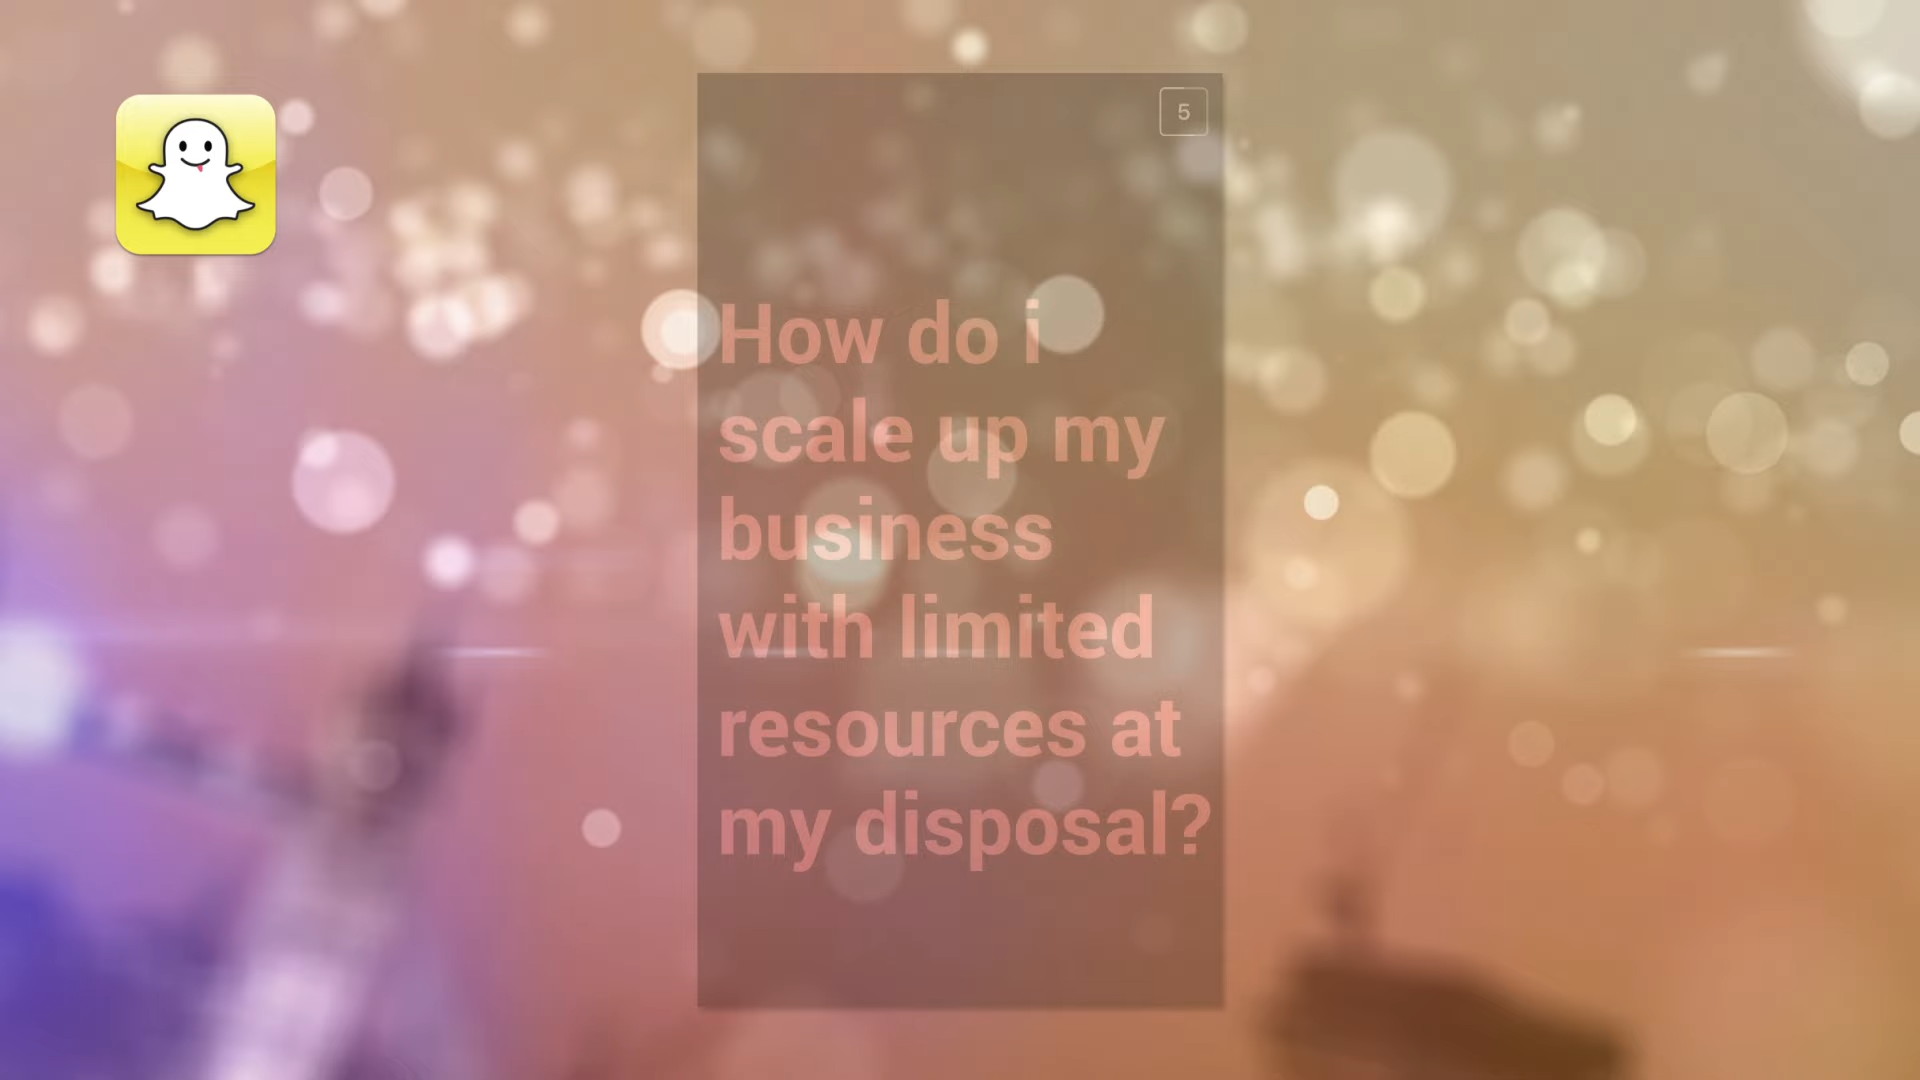 5
How do i
scale up my
business
with limited
resources at
my disposal?